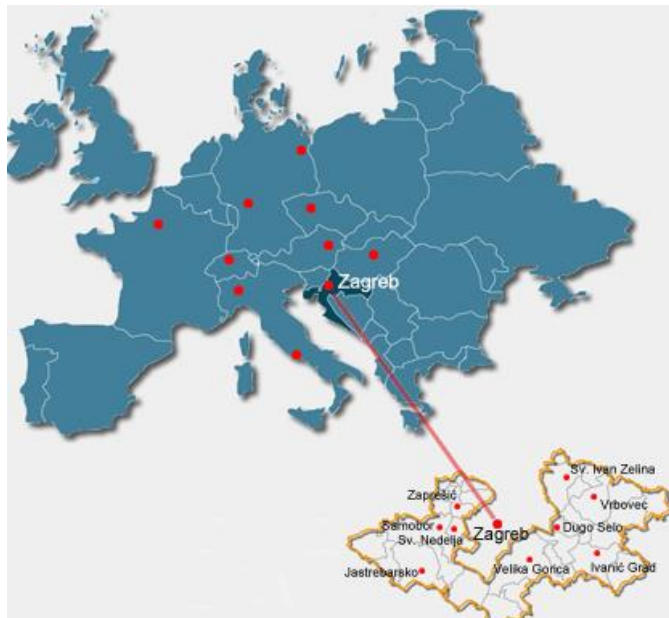 Zagreb
Sv. Ivan Zelina
Zaprešić
Vrbovec
Samobor
Zagreb
Dugo Selo
Sv. Nedelja
Velika Gorica
Ivanić Grad
Jastrebarsko